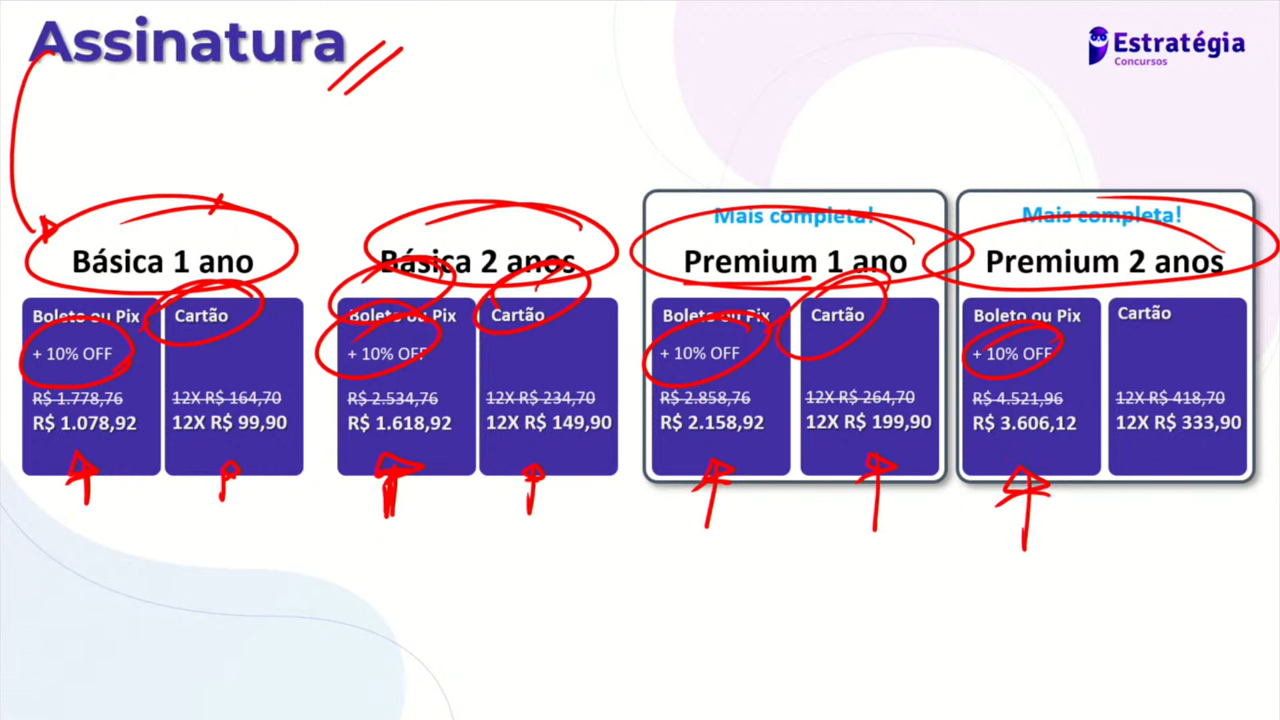 Assinatura
Estratégia
Concursos
Básica 1 ano
Boleto ou Pix
+ 10% OFF
R$ 1.778,76
R$ 1.078,92
Cartão
12X R$ 164,70
12X R$ 99,90
Básica 2 anos
Boleto ou Pix
+ 10% OFF
R$ 2.534,76
R$ 1.618,92
Cartão
12X R$ 234,70
12X R$ 149,90
Mais completa!
Premium 1 ano
Boleto ou Pix
+ 10% OFF
R$ 2.858,76
R$ 2.158,92
Cartão
12X R$ 264,70
12X R$ 199,90
Mais completa!
Premium 2 anos
Boleto ou Pix
+ 10% OFF
R$ 4.521,96
R$ 3.606,12
Cartão
12X R$ 418,70
12X R$ 333,90